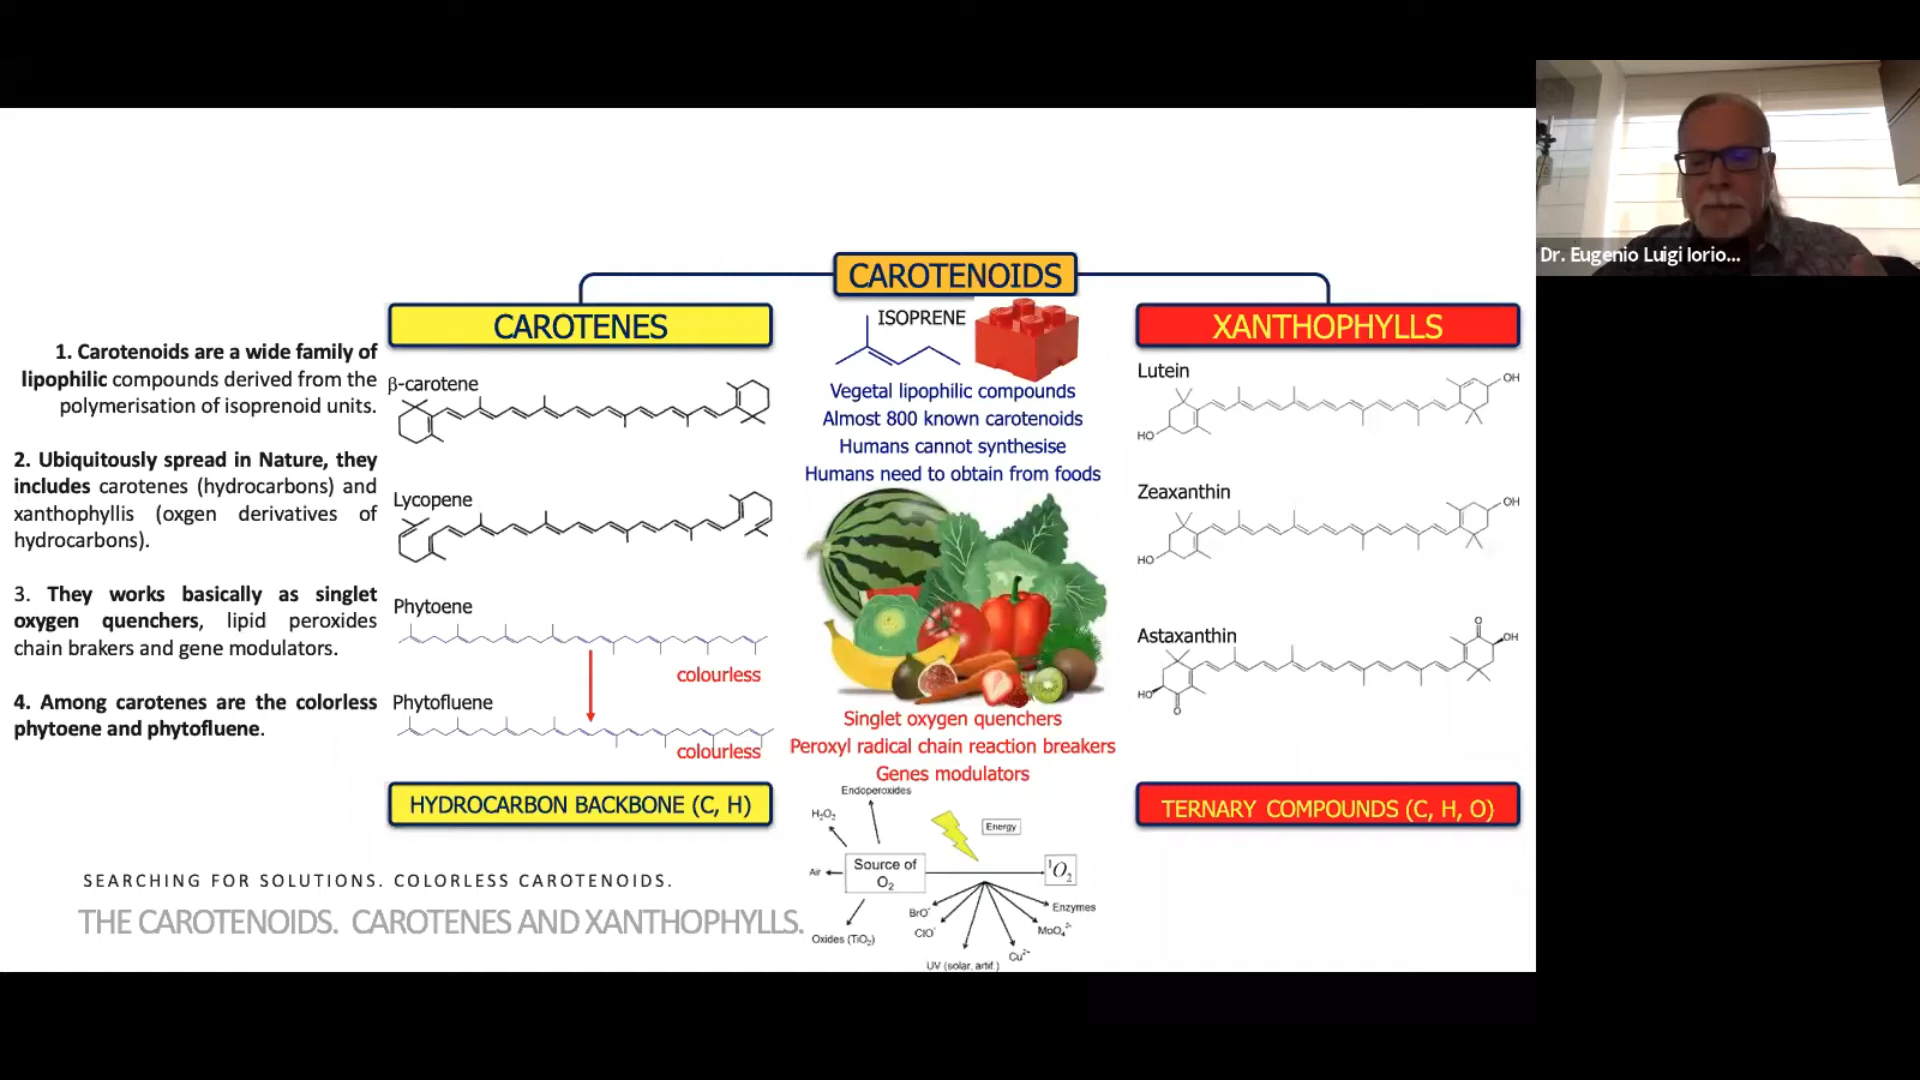 Dr. Eugenio Luigi Iorio...
CAROTENOIDS
CAROTENES
ISOPRENE
XANTHOPHYLLS
1. Carotenoids are a wide family of
lipophilic compounds derived from the
polymerisation of isoprenoid units.
2. Ubiquitously spread in Nature, they
includes carotenes (hydrocarbons) and
xanthophyllis (oxgen derivatives of
hydrocarbons).
3. They works basically as singlet
oxygen quenchers, lipid peroxides
chain brakers and gene modulators.
4. Among carotenes are the colorless
phytoene and phytofluene.
β-carotene
Lycopene
Phytoene
colourless
Phytofluene
colourless
HYDROCARBON BACKBONE (C, H)
Vegetal lipophilic compounds
Almost 800 known carotenoids
Humans cannot synthesise
Humans need to obtain from foods
Singlet oxygen quenchers
Peroxyl radical chain reaction breakers
Genes modulators
Endoperoxides
H₂O₂
Energy
Air
Source of
O₂
¹O₂
BrO⁻
ClO⁻
Enzymes
MoO₄²⁻
Cu²⁺
Oxides (TiO₂)
UV (solar, artif.)
Lutein
OH
HO
Zeaxanthin
OH
HO
Astaxanthin
O
OH
HO
O
TERNARY COMPOUNDS (C, H, O)
SEARCHING FOR SOLUTIONS. COLORLESS CAROTENOIDS.
THE CAROTENOIDS. CAROTENES AND XANTHOPHYLLS.